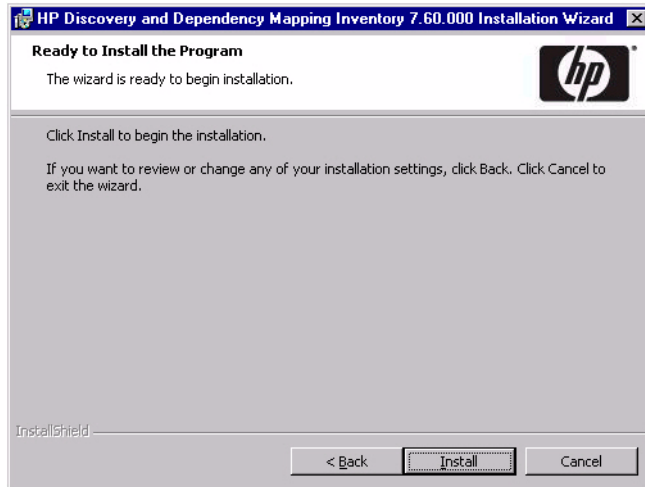 HP Discovery and Dependency Mapping Inventory 7.60.000 Installation Wizard
Ready to Install the Program
The wizard is ready to begin installation.
hp
Click Install to begin the installation.
If you want to review or change any of your installation settings, click Back. Click Cancel to
exit the wizard.
InstallShield
< Back Install Cancel